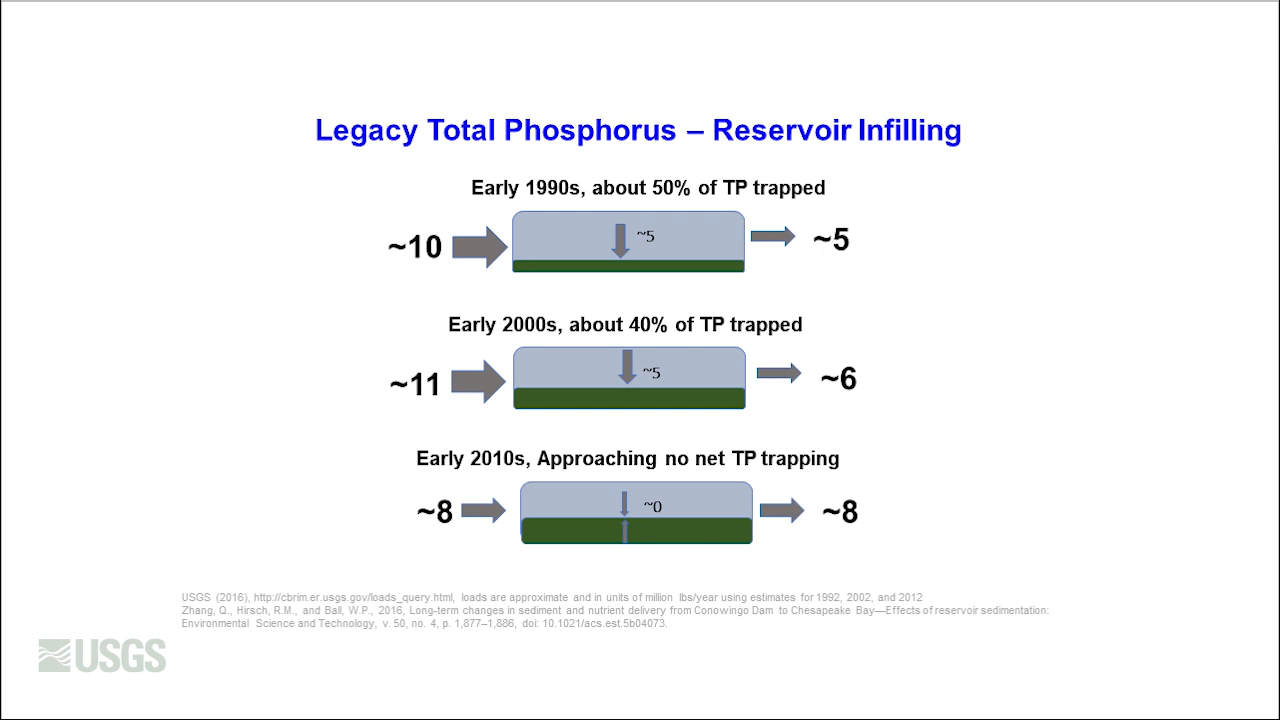 Legacy Total Phosphorus – Reservoir Infilling
Early 1990s, about 50% of TP trapped
~10
~5
~5
Early 2000s, about 40% of TP trapped
~11
~5
~6
Early 2010s, Approaching no net TP trapping
~8
~0
~8
USGS (2016), http://cbrim.er.usgs.gov/loads_query.html, loads are approximate and in units of million lbs/year using estimates for 1992, 2002, and 2012
Zhang, Q., Hirsch, R.M., and Ball, W.P., 2016, Long-term changes in sediment and nutrient delivery from Conowingo Dam to Chesapeake Bay—Effects of reservoir sedimentation:
Environmental Science and Technology, v. 50, no. 4, p. 1,877–1,886, doi: 10.1021/acs.est.5b04073.
USGS